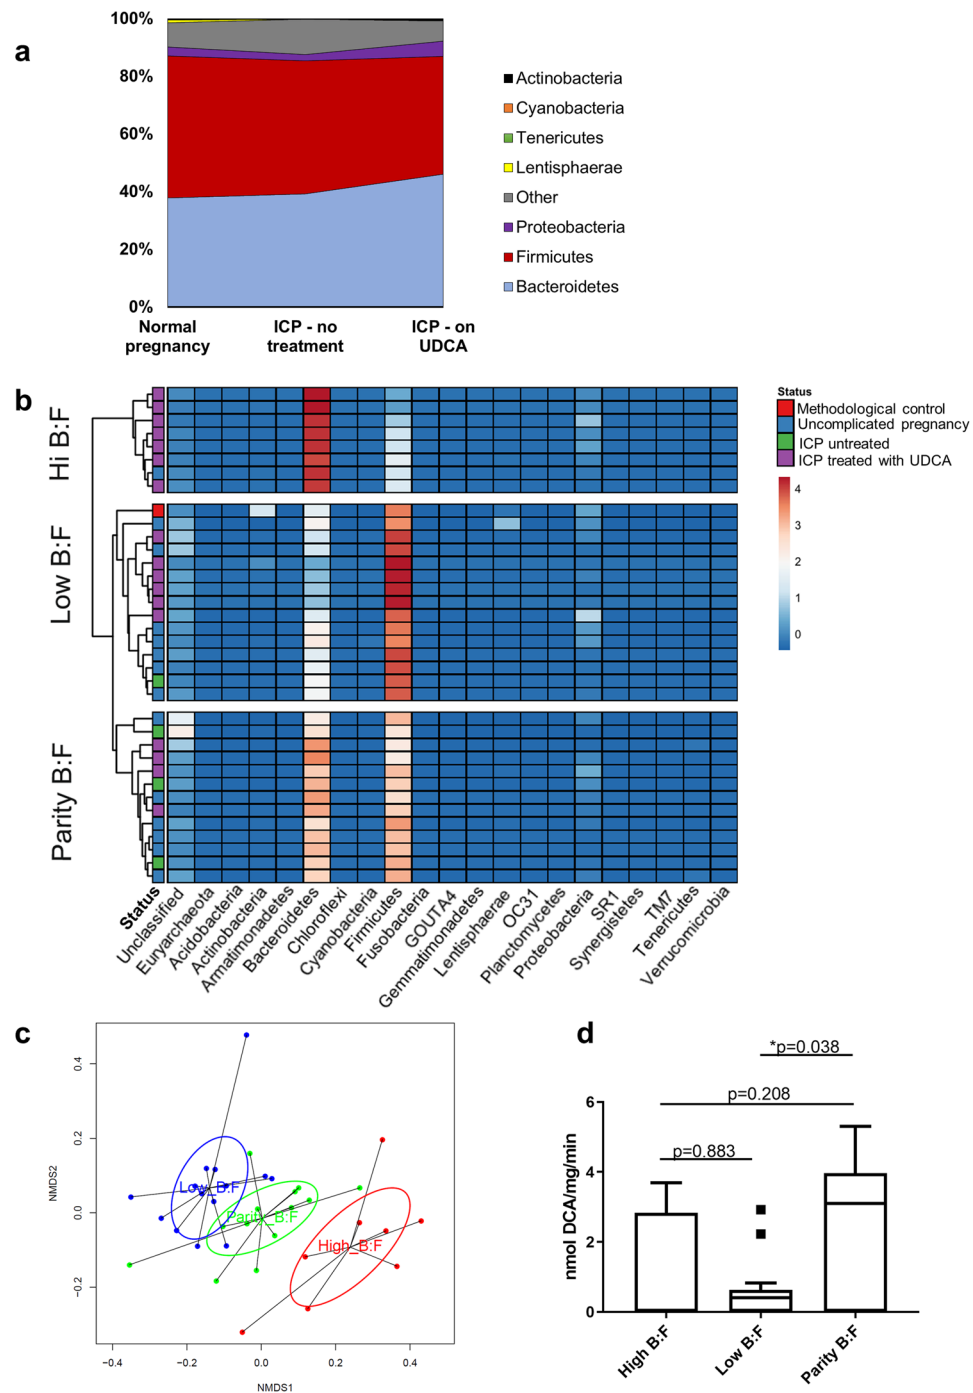 a
100%
80%
60%
40%
20%
0%
Normal
pregnancy
ICP - no
treatment
ICP - on
UDCA
Actinobacteria
Cyanobacteria
Tenericutes
Lentisphaerae
Other
Proteobacteria
Firmicutes
Bacteroidetes
b
Hi B:F
Low B:F
Parity B:F
Status
Methodological control
Uncomplicated pregnancy
ICP untreated
ICP treated with UDCA
4
3
2
1
0
Status
Unclassified
Euryarchaeota
Acidobacteria
Actinobacteria
Armatimonadetes
Bacteroidetes
Chloroflexi
Cyanobacteria
Firmicutes
Fusobacteria
GOUTA4
Gemmatimonadetes
Lentisphaerae
OC31
Planctomycetes
Proteobacteria
SR1
Synergistetes
TM7
Tenericutes
Verrucomicrobia
c
NMDS2
0.4
0.2
0.0
−0.2
Low_B:F
Parity_B:F
High_B:F
−0.4
−0.2
0.0
0.2
0.4
NMDS1
d
*p=0.038
p=0.208
p=0.883
nmol DCA/mg/min
6
4
2
0
High B:F
Low B:F
Parity B:F